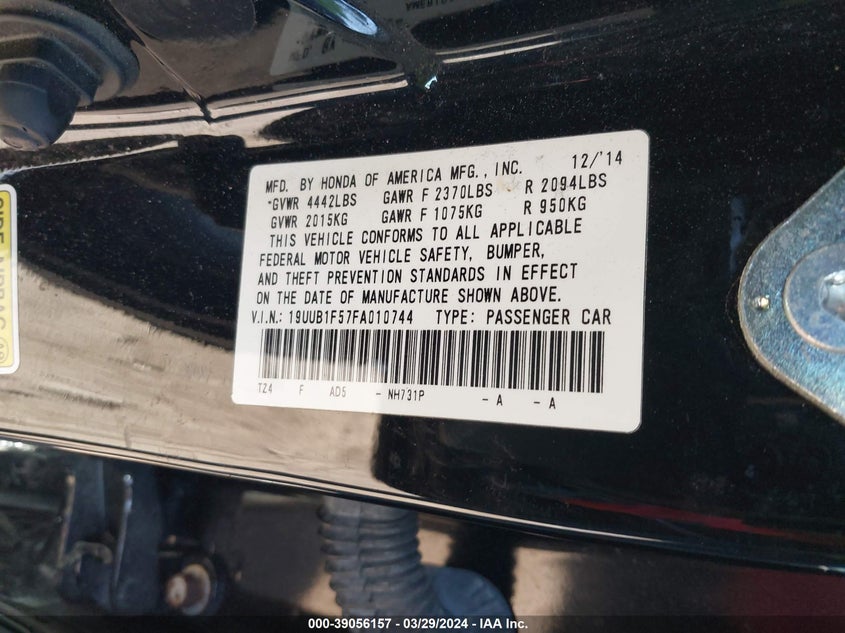 MFD. BY HONDA OF AMERICA MFG., INC. 12/'14
*GVWR 4442LBS GAWR F 2370LBS R 2094LBS
GVWR 2015KG GAWR F 1075KG R 950KG
THIS VEHICLE CONFORMS TO ALL APPLICABLE
FEDERAL MOTOR VEHICLE SAFETY, BUMPER,
AND THEFT PREVENTION STANDARDS IN EFFECT
ON THE DATE OF MANUFACTURE SHOWN ABOVE.
V.I.N.: 19UUB1F57FA010744 TYPE: PASSENGER CAR
TZ4 F AD5 - NH731P - A - A
SIDE AIRBAG
000-39056157 - 03/29/2024 - IAA Inc.